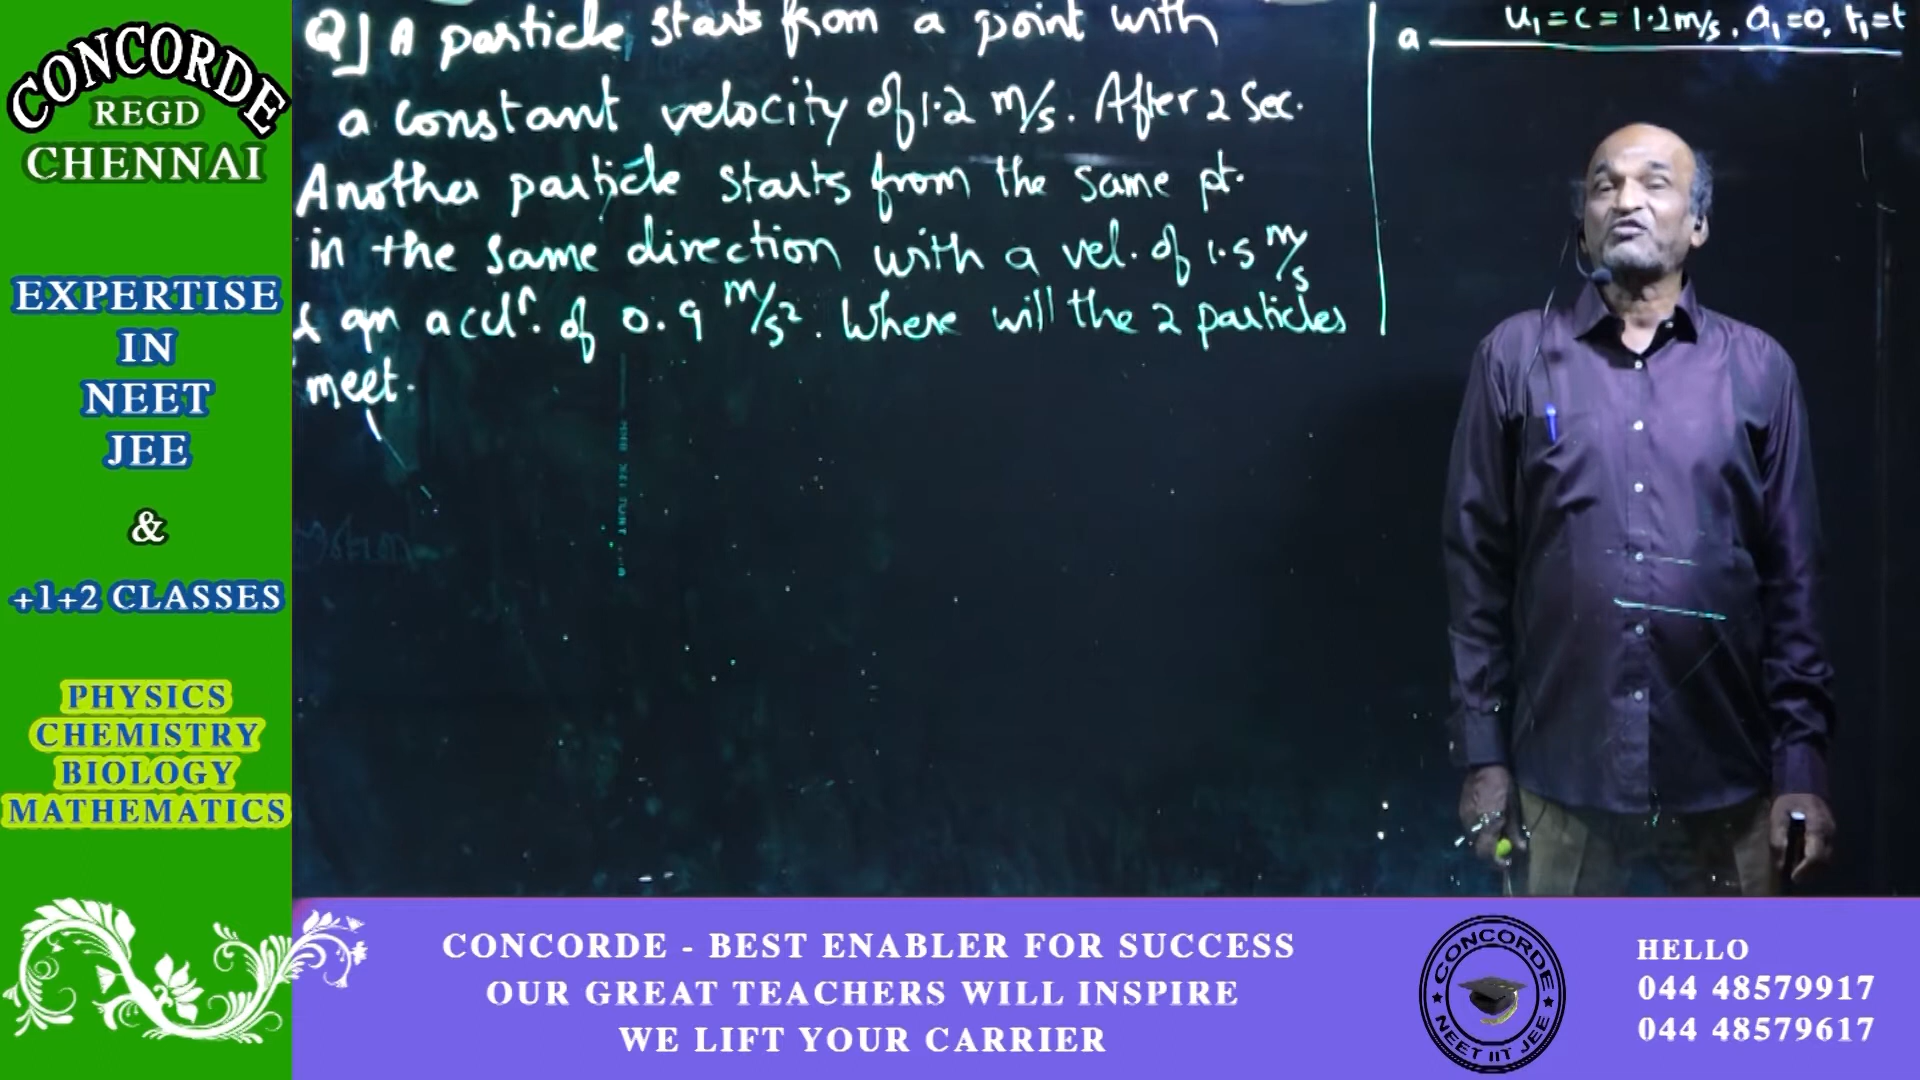 CONCORDE
REGD
CHENNAI
EXPERTISE
IN
NEET
JEE
&
+1+2 CLASSES
PHYSICS
CHEMISTRY
BIOLOGY
MATHEMATICS
Q] A particle starts from a point with
a constant velocity of 1.2 m/s. After 2 Sec.
Another particle starts from the same pt.
in the same direction with a vel. of 1.5 m/s
& an accln. of 0.9 m/s². Where will the 2 particles
meet.
a u₁ = c = 1.2 m/s, a₁ = 0, t₁ = t
CONCORDE - BEST ENABLER FOR SUCCESS
OUR GREAT TEACHERS WILL INSPIRE
WE LIFT YOUR CARRIER
CONCORDE
NEET IIT JEE
HELLO
044 48579917
044 48579617